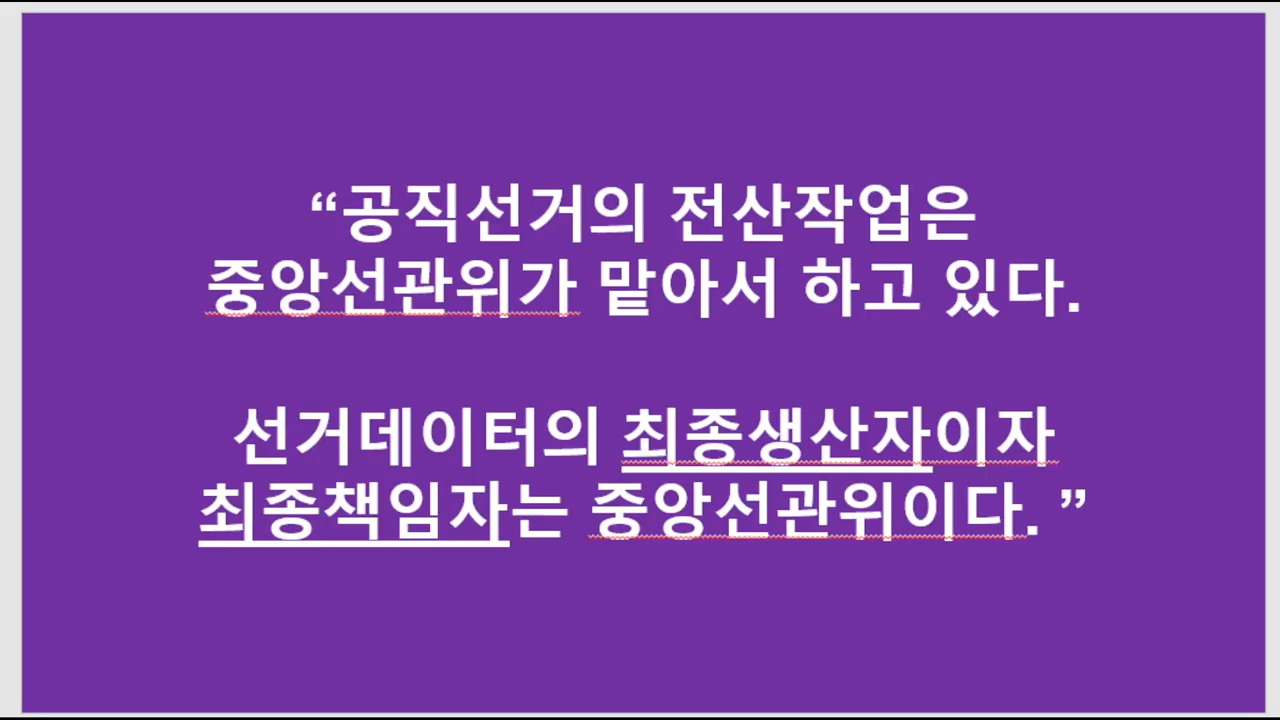 “공직선거의 전산작업은
중앙선관위가 맡아서 하고 있다.
선거데이터의 최종생산자이자
최종책임자는 중앙선관위이다. ”